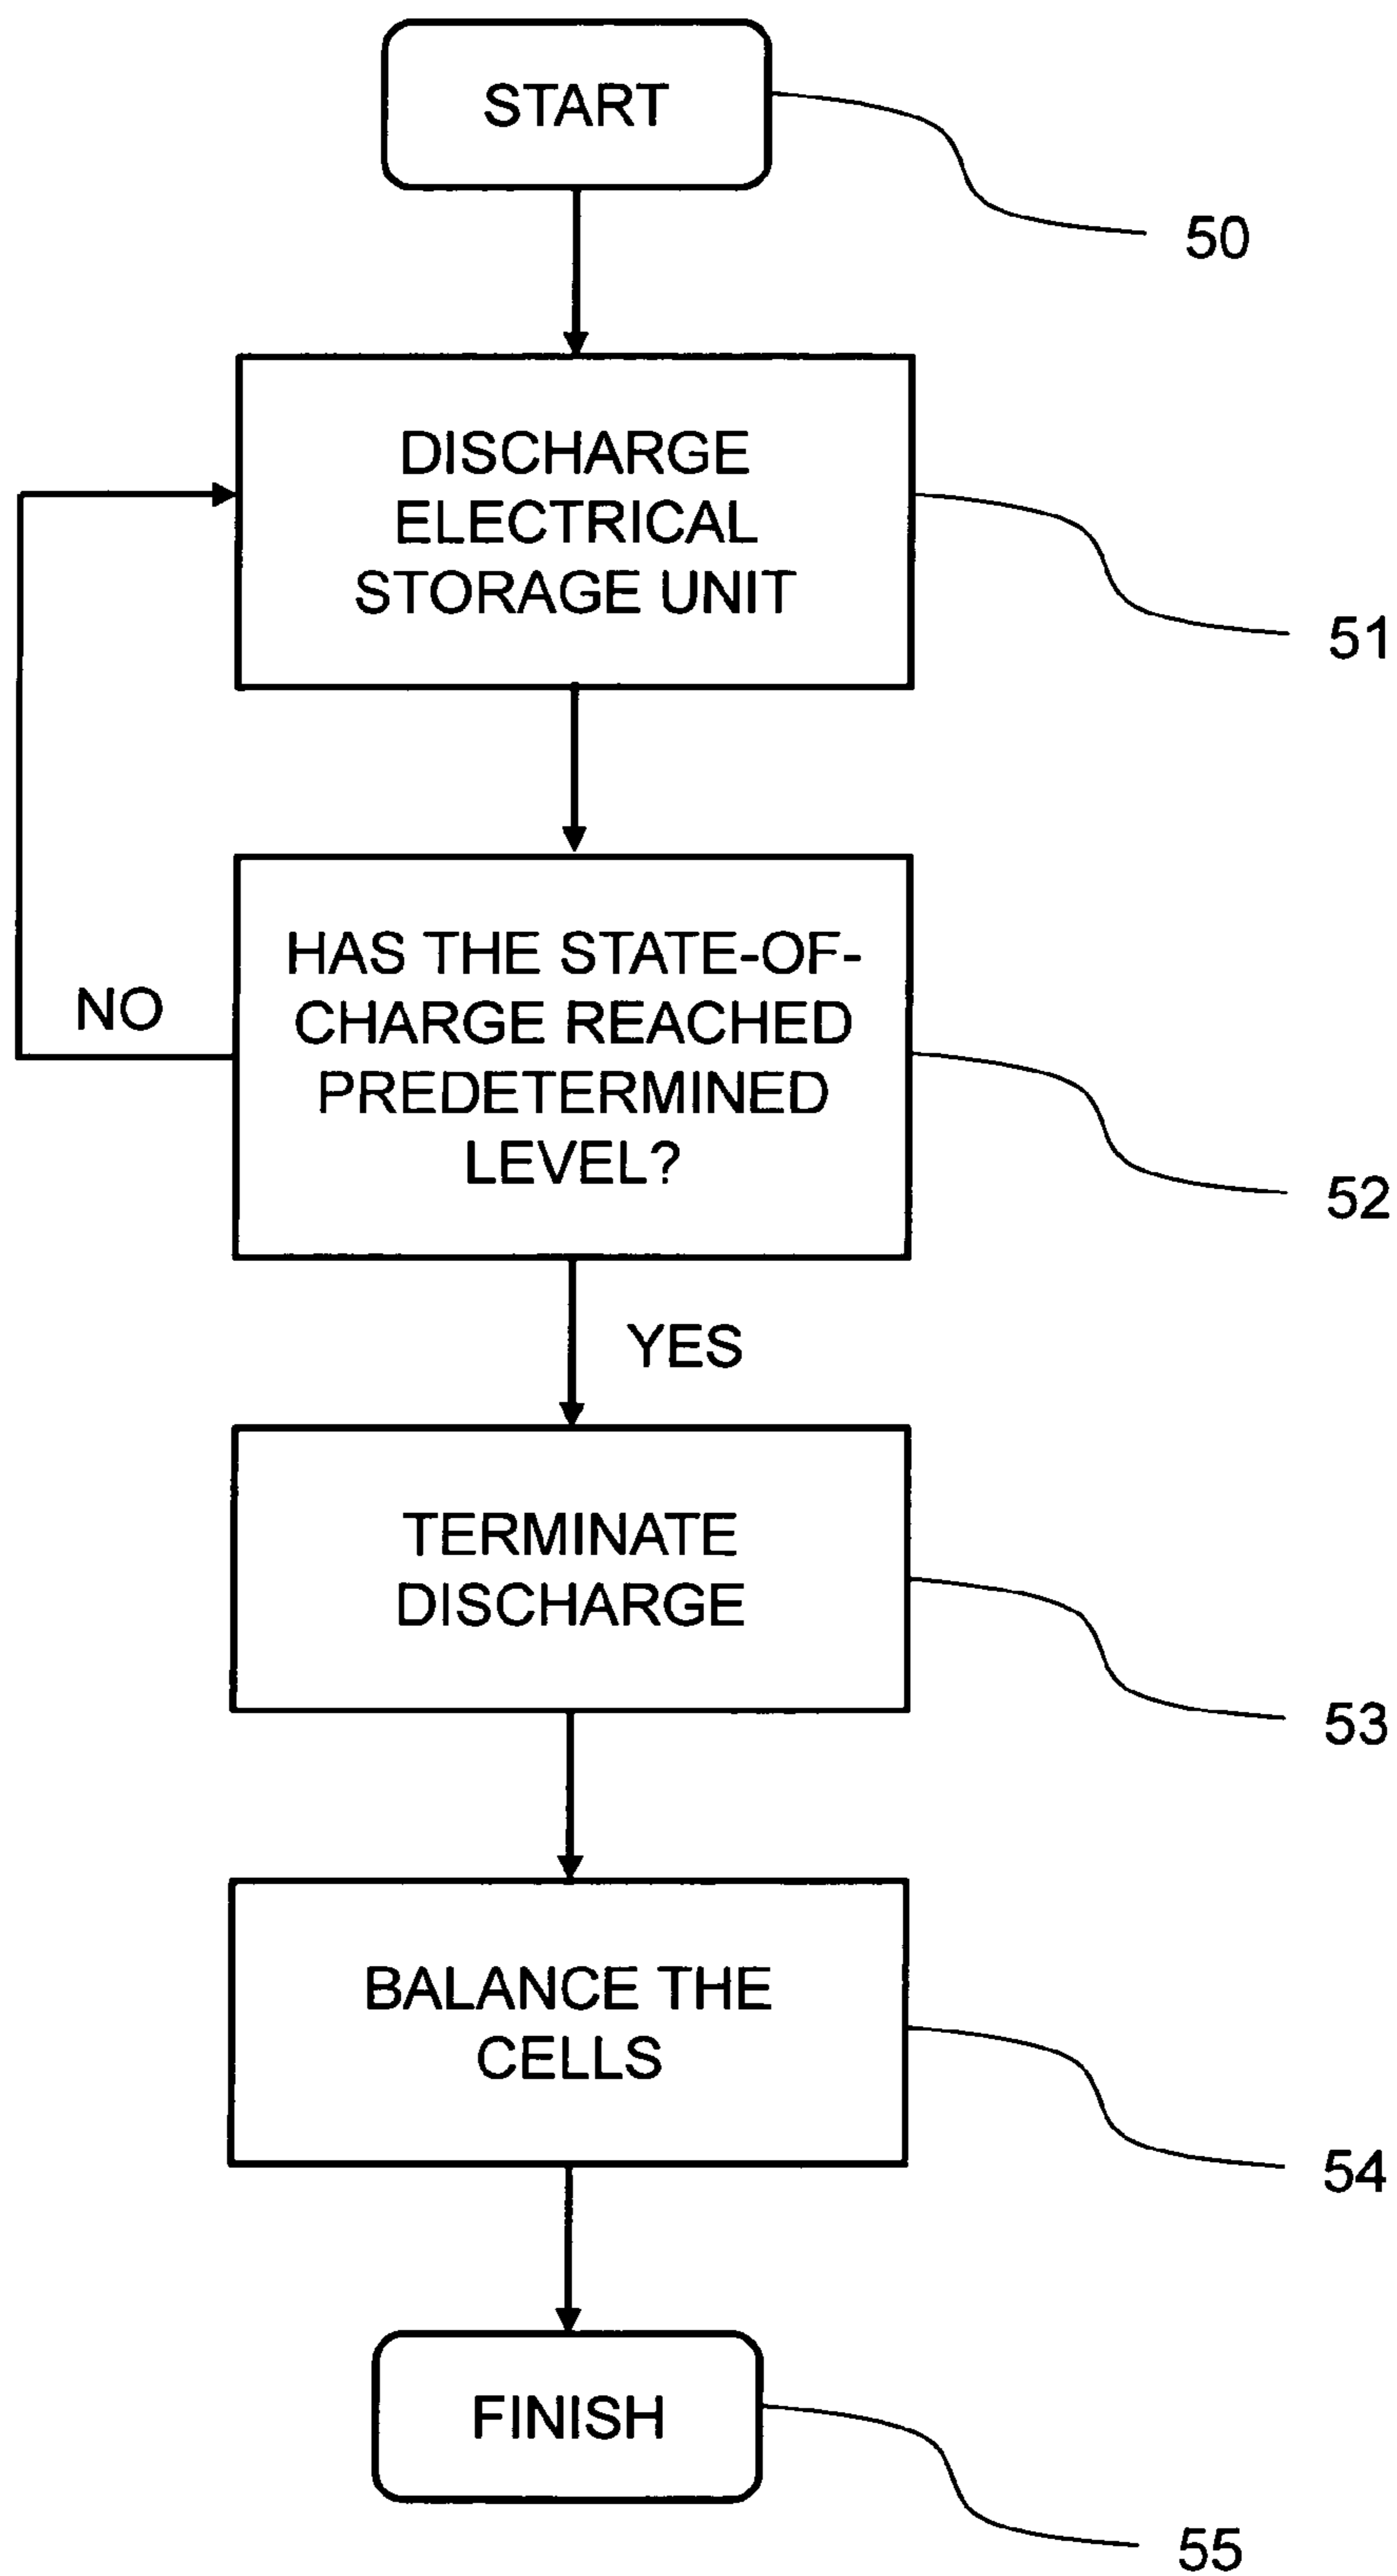 START
50
DISCHARGE
ELECTRICAL
STORAGE UNIT
51
HAS THE STATE-OF-
CHARGE REACHED
PREDETERMINED
LEVEL?
NO
52
YES
TERMINATE
DISCHARGE
53
BALANCE THE
CELLS
54
FINISH
55